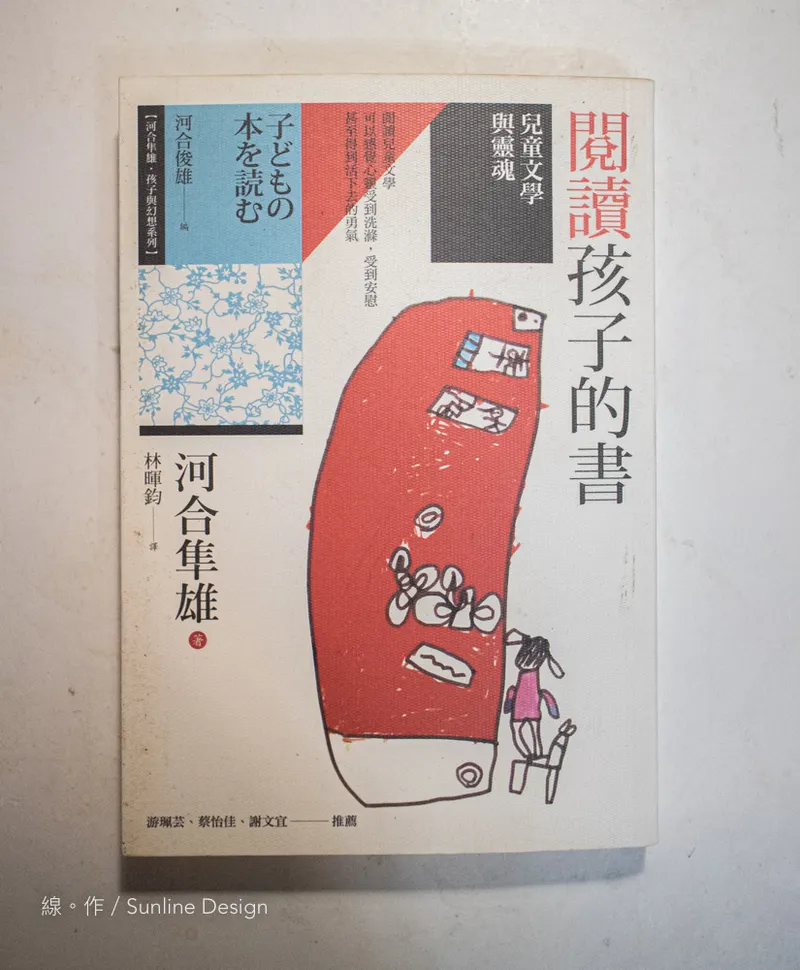 閱讀孩子的書
兒童文學
與靈魂
閱讀兒童文學
可以感覺心靈受到洗滌，受到安慰
甚至得到活下去的勇氣
子どもの
本を読む
河合俊雄——編
【河合隼雄・孩子與幻想系列】
河合隼雄 著
林暉鈞——譯
游珮芸、蔡怡佳、謝文宜——推薦
線。作 / Sunline Design